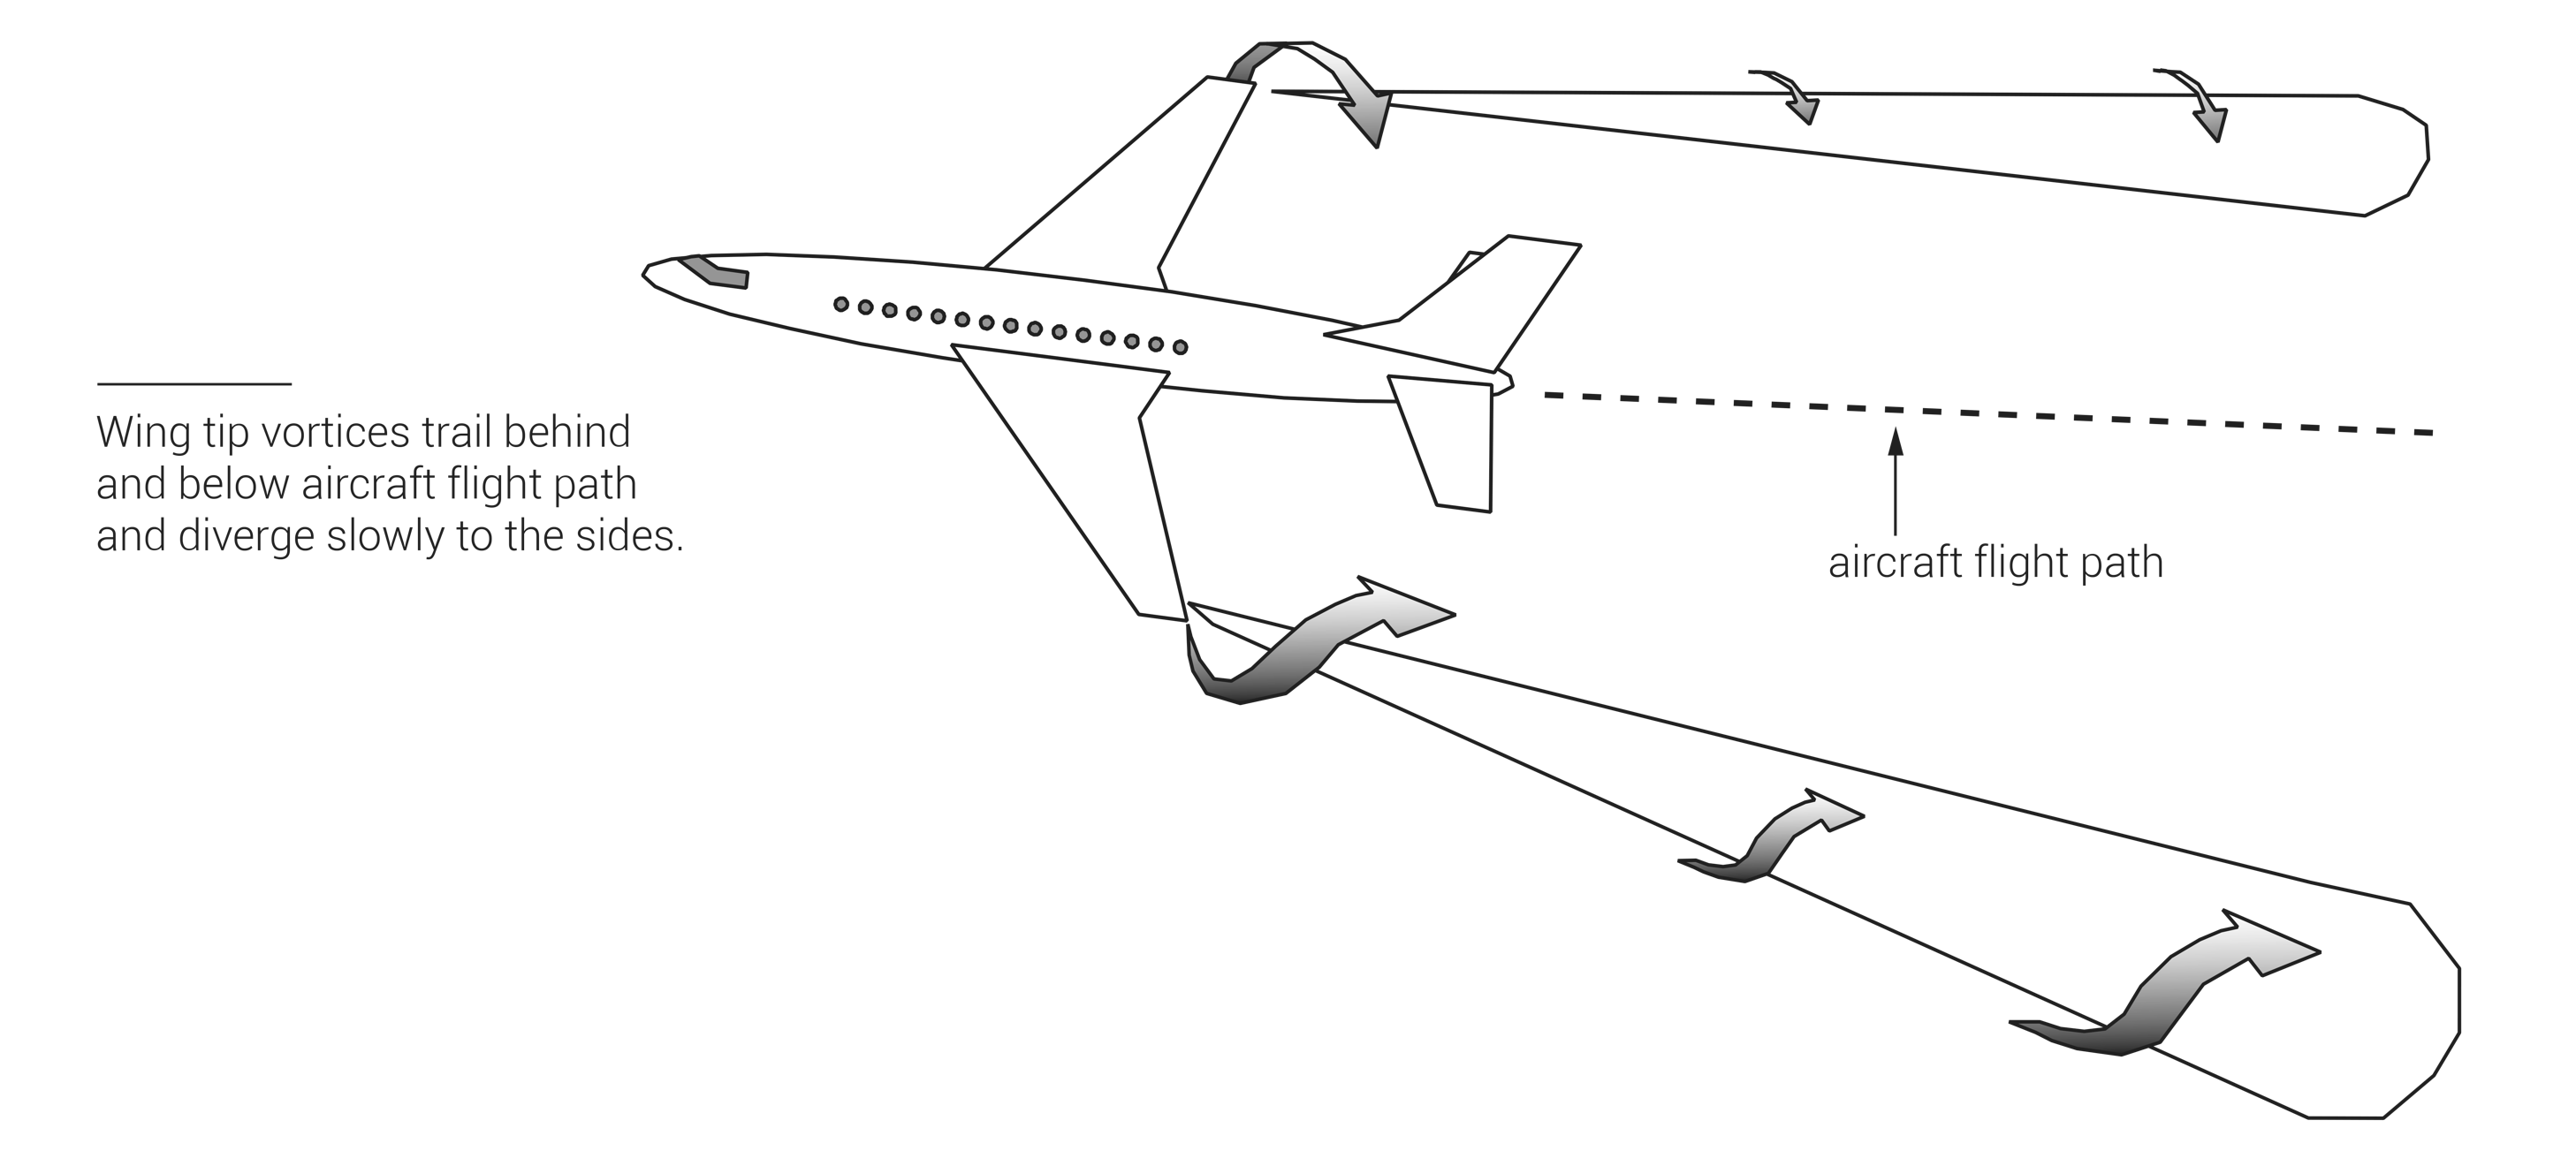 Wing tip vortices trail behind
and below aircraft flight path
and diverge slowly to the sides.
aircraft flight path